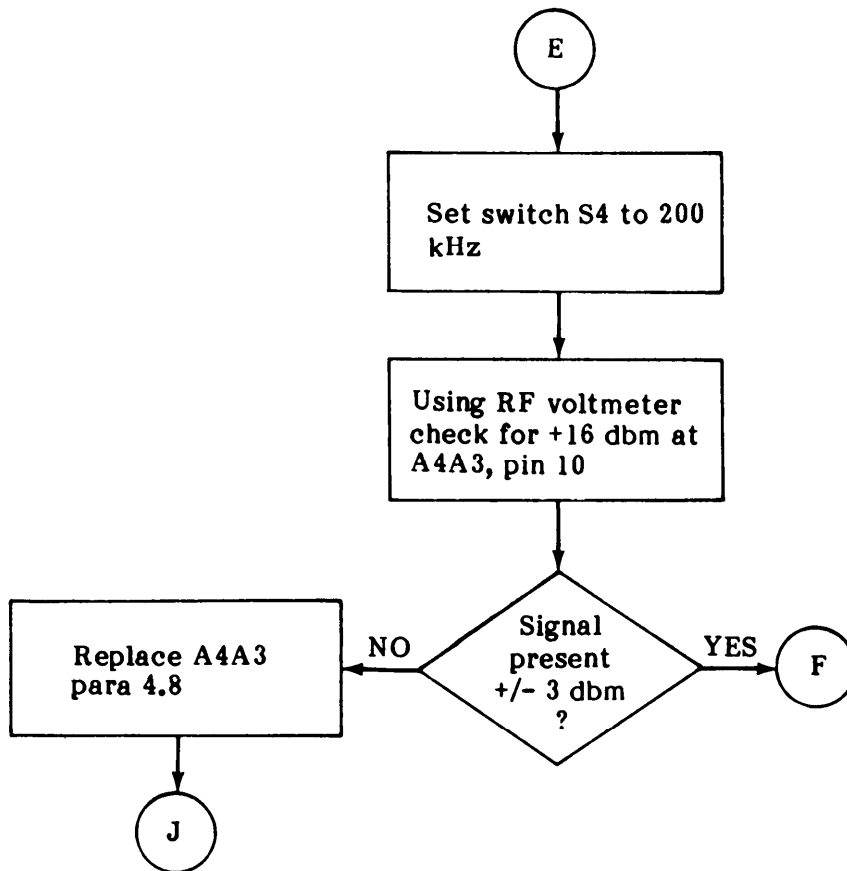 E
Set switch S4 to 200
kHz
Using RF voltmeter
check for +16 dbm at
A4A3, pin 10
Signal
present
+/- 3 dbm
?
NO
YES
Replace A4A3
para 4.8
F
J